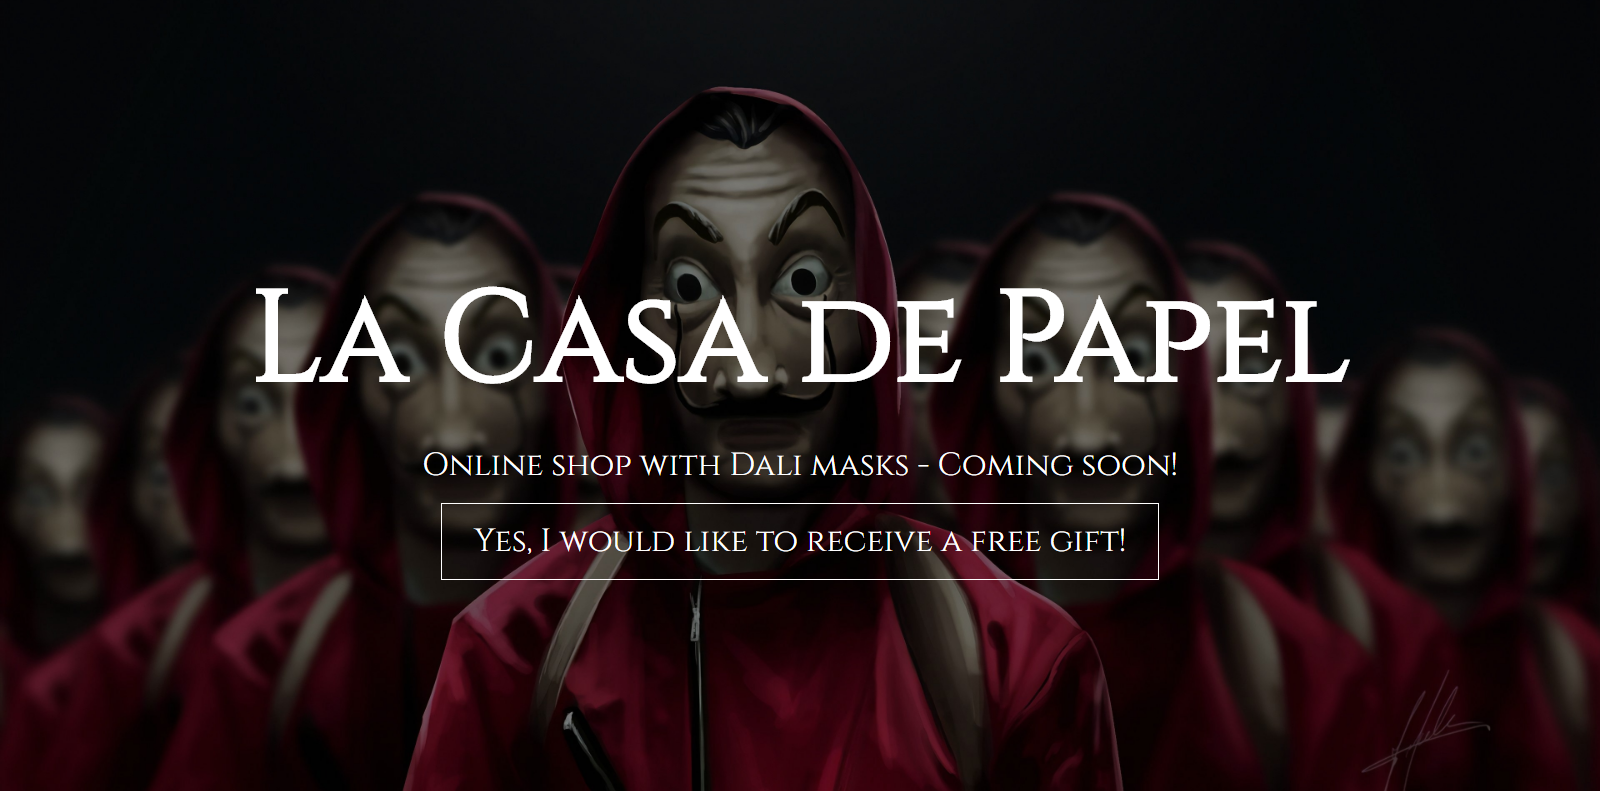 La Casa de Papel
Online shop with Dali masks - Coming soon!
Yes, I would like to receive a free gift!